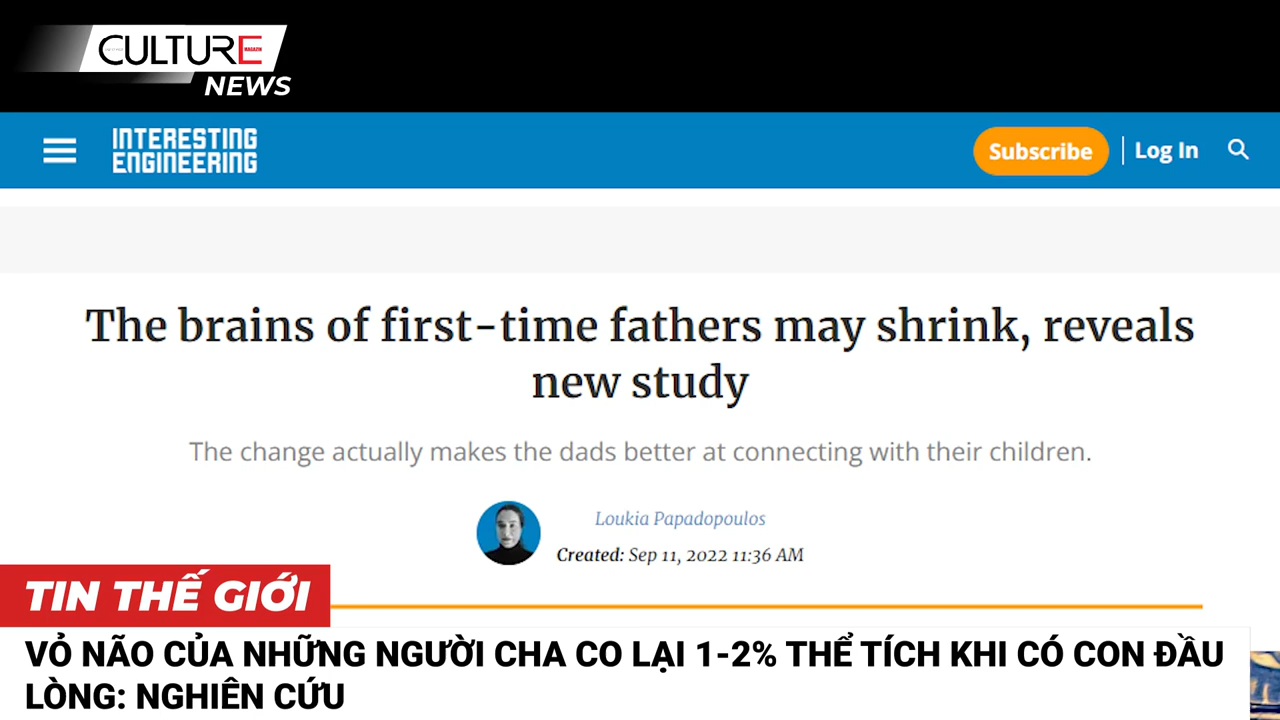 CULTURE
MAGAZIN
NEWS
INTERESTING
ENGINEERING
Subscribe
Log In
The brains of first-time fathers may shrink, reveals
new study
The change actually makes the dads better at connecting with their children.
Loukia Papadopoulos
Created: Sep 11, 2022 11:36 AM
TIN THẾ GIỚI
VỎ NÃO CỦA NHỮNG NGƯỜI CHA CO LẠI 1-2% THỂ TÍCH KHI CÓ CON ĐẦU
LÒNG: NGHIÊN CỨU